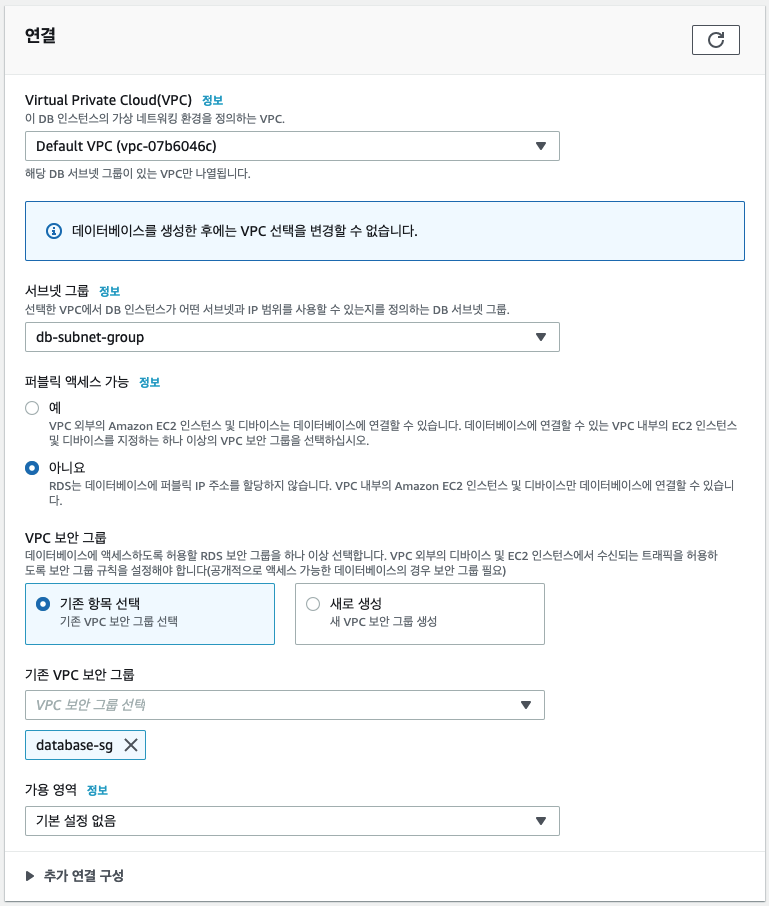 연결
Virtual Private Cloud(VPC) 정보
이 DB 인스턴스의 가상 네트워킹 환경을 정의하는 VPC.
Default VPC (vpc-07b6046c)
해당 DB 서브넷 그룹이 있는 VPC만 나열됩니다.
데이터베이스를 생성한 후에는 VPC 선택을 변경할 수 없습니다.
서브넷 그룹 정보
선택한 VPC에서 DB 인스턴스가 어떤 서브넷과 IP 범위를 사용할 수 있는지를 정의하는 DB 서브넷 그룹.
db-subnet-group
퍼블릭 액세스 가능 정보
예
VPC 외부의 Amazon EC2 인스턴스 및 디바이스는 데이터베이스에 연결할 수 있습니다. 데이터베이스에 연결할 수 있는 VPC 내부의 EC2 인스턴스
및 디바이스를 지정하는 하나 이상의 VPC 보안 그룹을 선택하십시오.
아니요
RDS는 데이터베이스에 퍼블릭 IP 주소를 할당하지 않습니다. VPC 내부의 Amazon EC2 인스턴스 및 디바이스만 데이터베이스에 연결할 수 있습니
다.
VPC 보안 그룹
데이터베이스에 액세스하도록 허용할 RDS 보안 그룹을 하나 이상 선택합니다. VPC 외부의 디바이스 및 EC2 인스턴스에서 수신되는 트래픽을 허용하
도록 보안 그룹 규칙을 설정해야 합니다(공개적으로 액세스 가능한 데이터베이스의 경우 보안 그룹 필요)
기존 항목 선택
기존 VPC 보안 그룹 선택
새로 생성
새 VPC 보안 그룹 생성
기존 VPC 보안 그룹
VPC 보안 그룹 선택
database-sg
가용 영역 정보
기본 설정 없음
추가 연결 구성